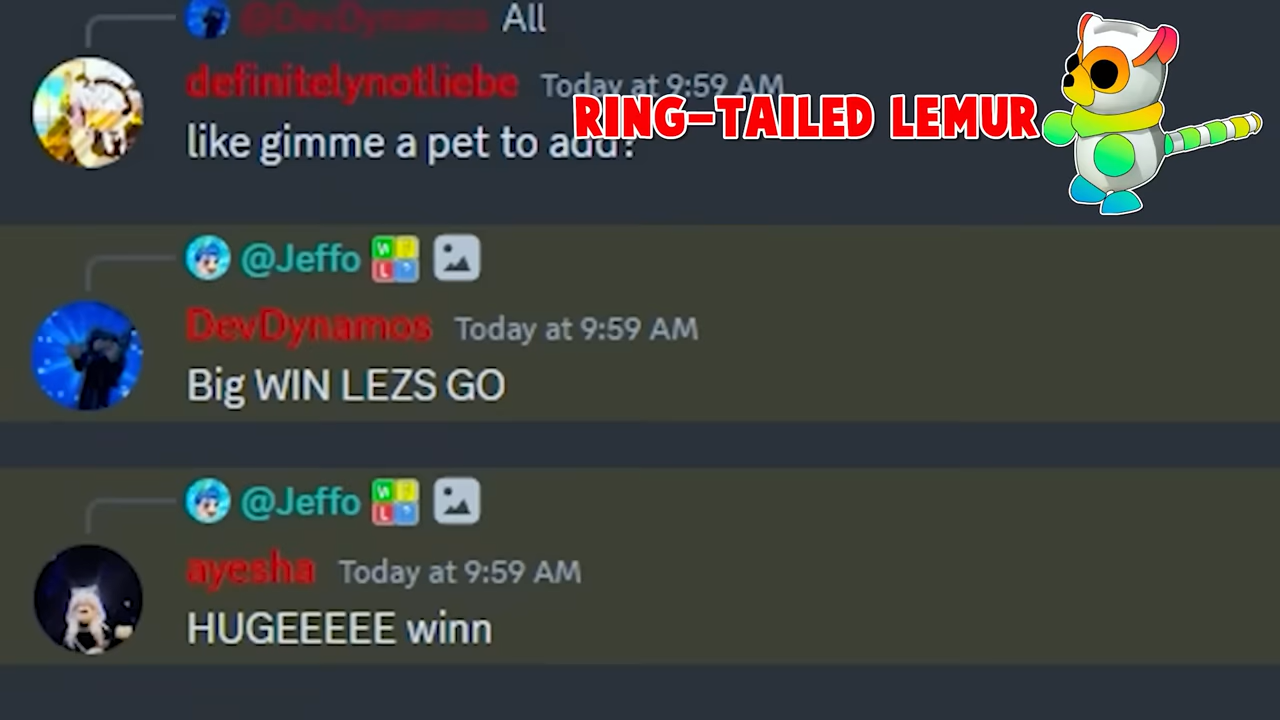 @DevDynamos All
definitelynotliebe Today at 9:59 AM
RING-TAILED LEMUR
like gimme a pet to add?
@Jeffo W L
DevDynamos Today at 9:59 AM
Big WIN LEZS GO
@Jeffo W L
ayesha Today at 9:59 AM
HUGEEEEE winn